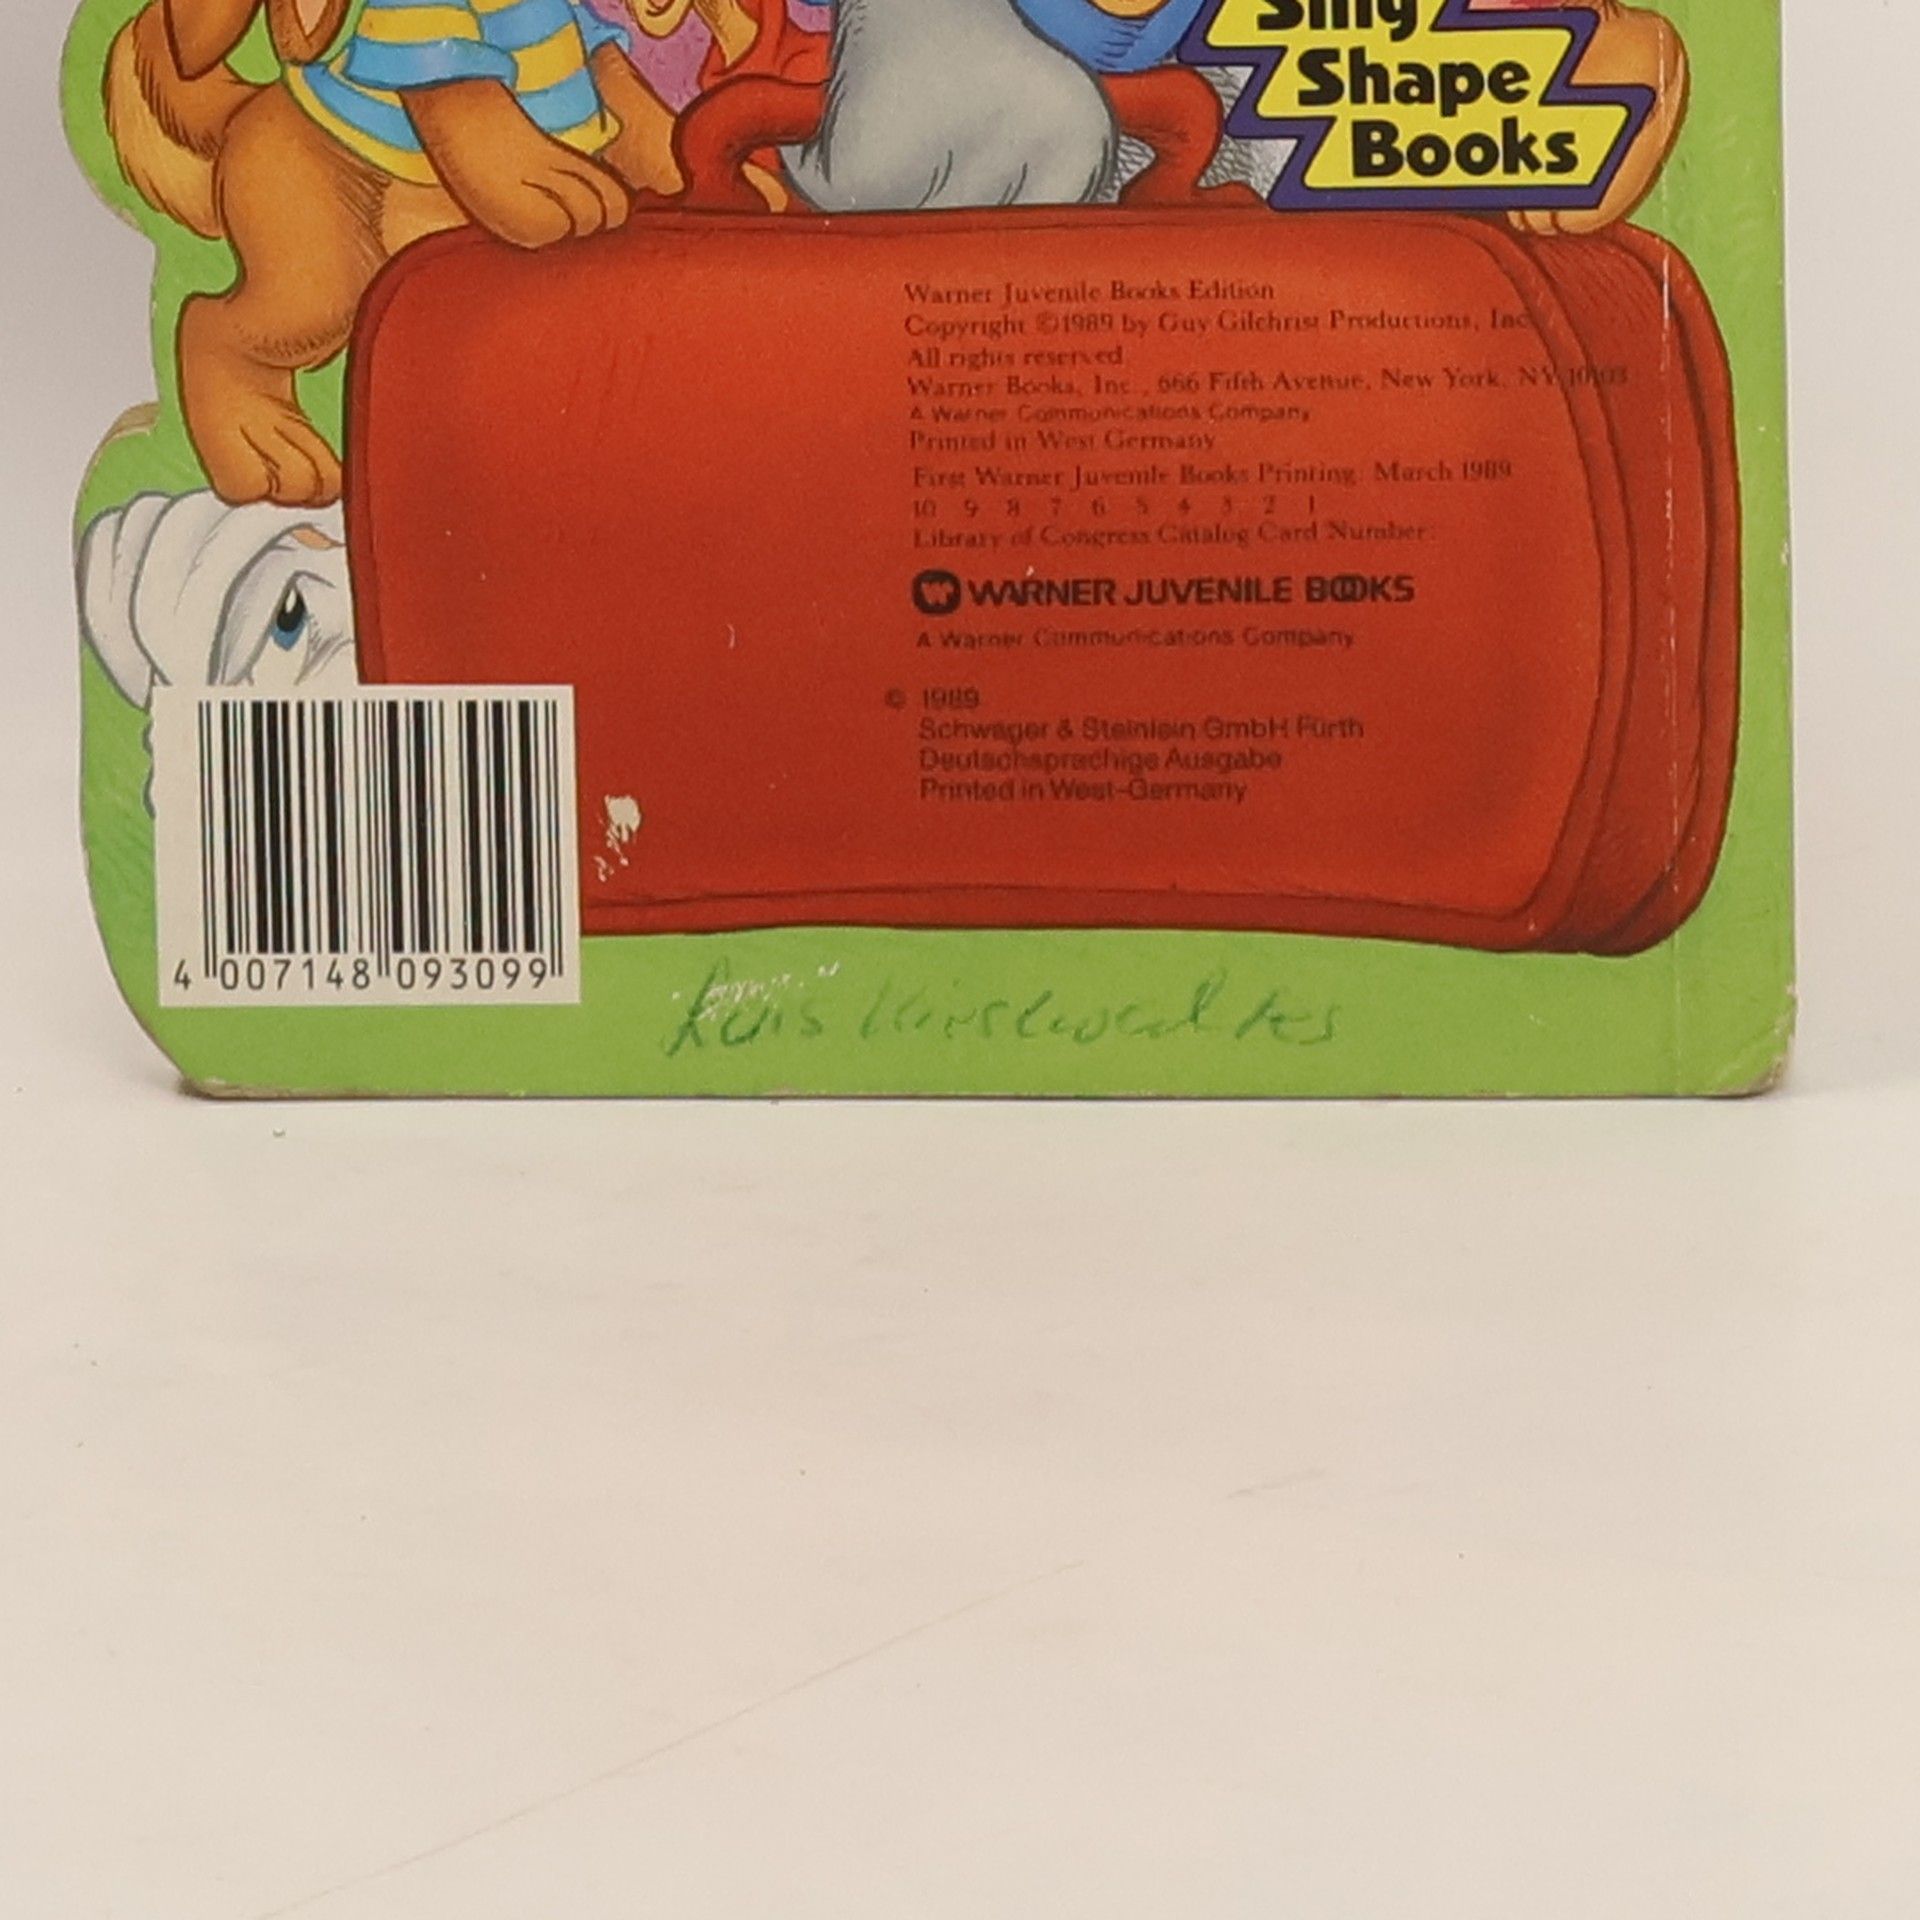 Silly
Shape
Books
Warner Juvenile Books Edition
Copyright ©1989 by Guy Gilchrist Productions, Inc.
All rights reserved
Warner Books, Inc., 666 Fifth Avenue, New York, NY 10103
A Warner Communications Company
Printed in West Germany
First Warner Juvenile Books Printing: March 1989
10 9 8 7 6 5 4 3 2 1
Library of Congress Catalog Card Number:
WARNER JUVENILE BOOKS
A Warner Communications Company
© 1989
Schwager & Steinlein GmbH Fürth
Deutschsprachige Ausgabe
Printed in West-Germany
4 007148 093099